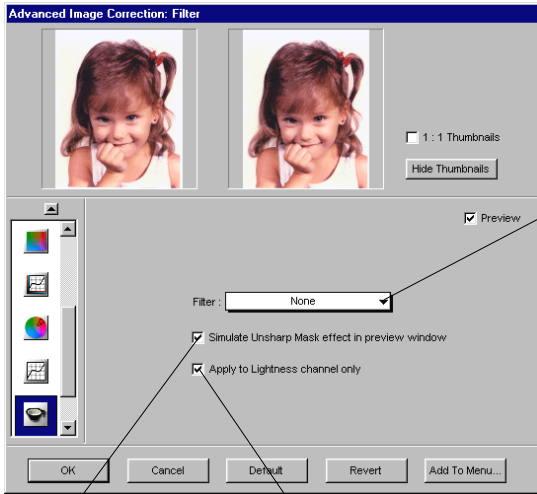 Advanced Image Correction: Filter
1 : 1 Thumbnails
Hide Thumbnails
Preview
Filter : None
Simulate Unsharp Mask effect in preview window
Apply to Lightness channel only
OK Cancel Default Revert Add To Menu...